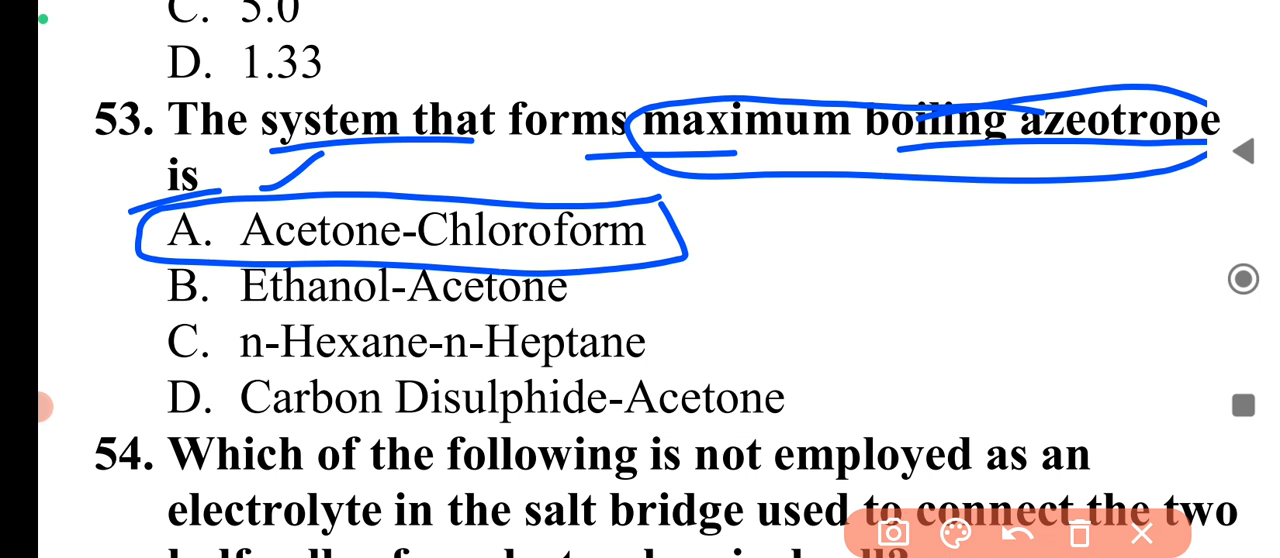 C. 5.0
D. 1.33
53. The system that forms maximum boiling azeotrope
is
A. Acetone-Chloroform
B. Ethanol-Acetone
C. n-Hexane-n-Heptane
D. Carbon Disulphide-Acetone
54. Which of the following is not employed as an
electrolyte in the salt bridge used to connect the two